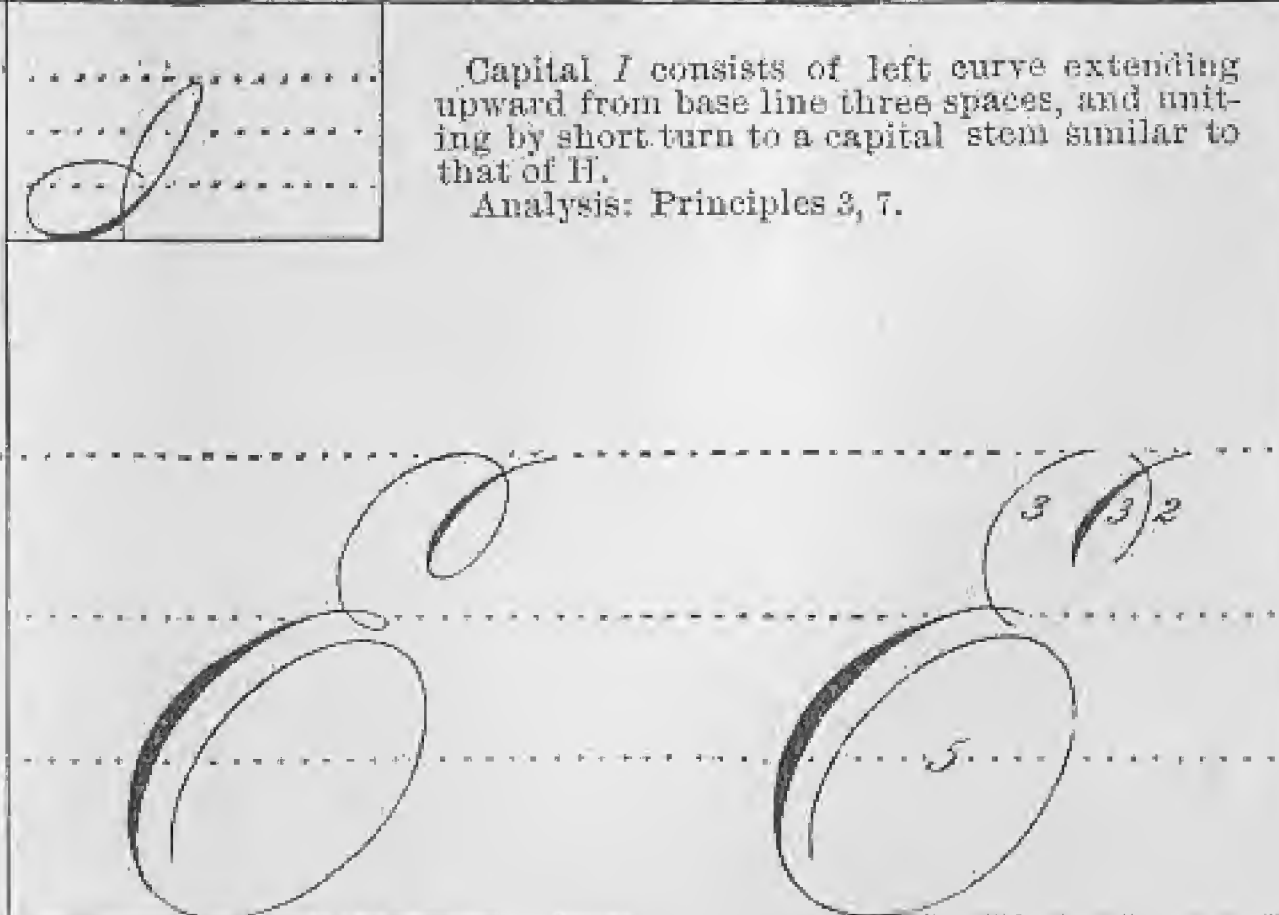 Capital I consists of left curve extending
upward from base line three spaces, and unit-
ing by short turn to a capital stem similar to
that of H.
Analysis: Principles 3, 7.
3 3 2
5